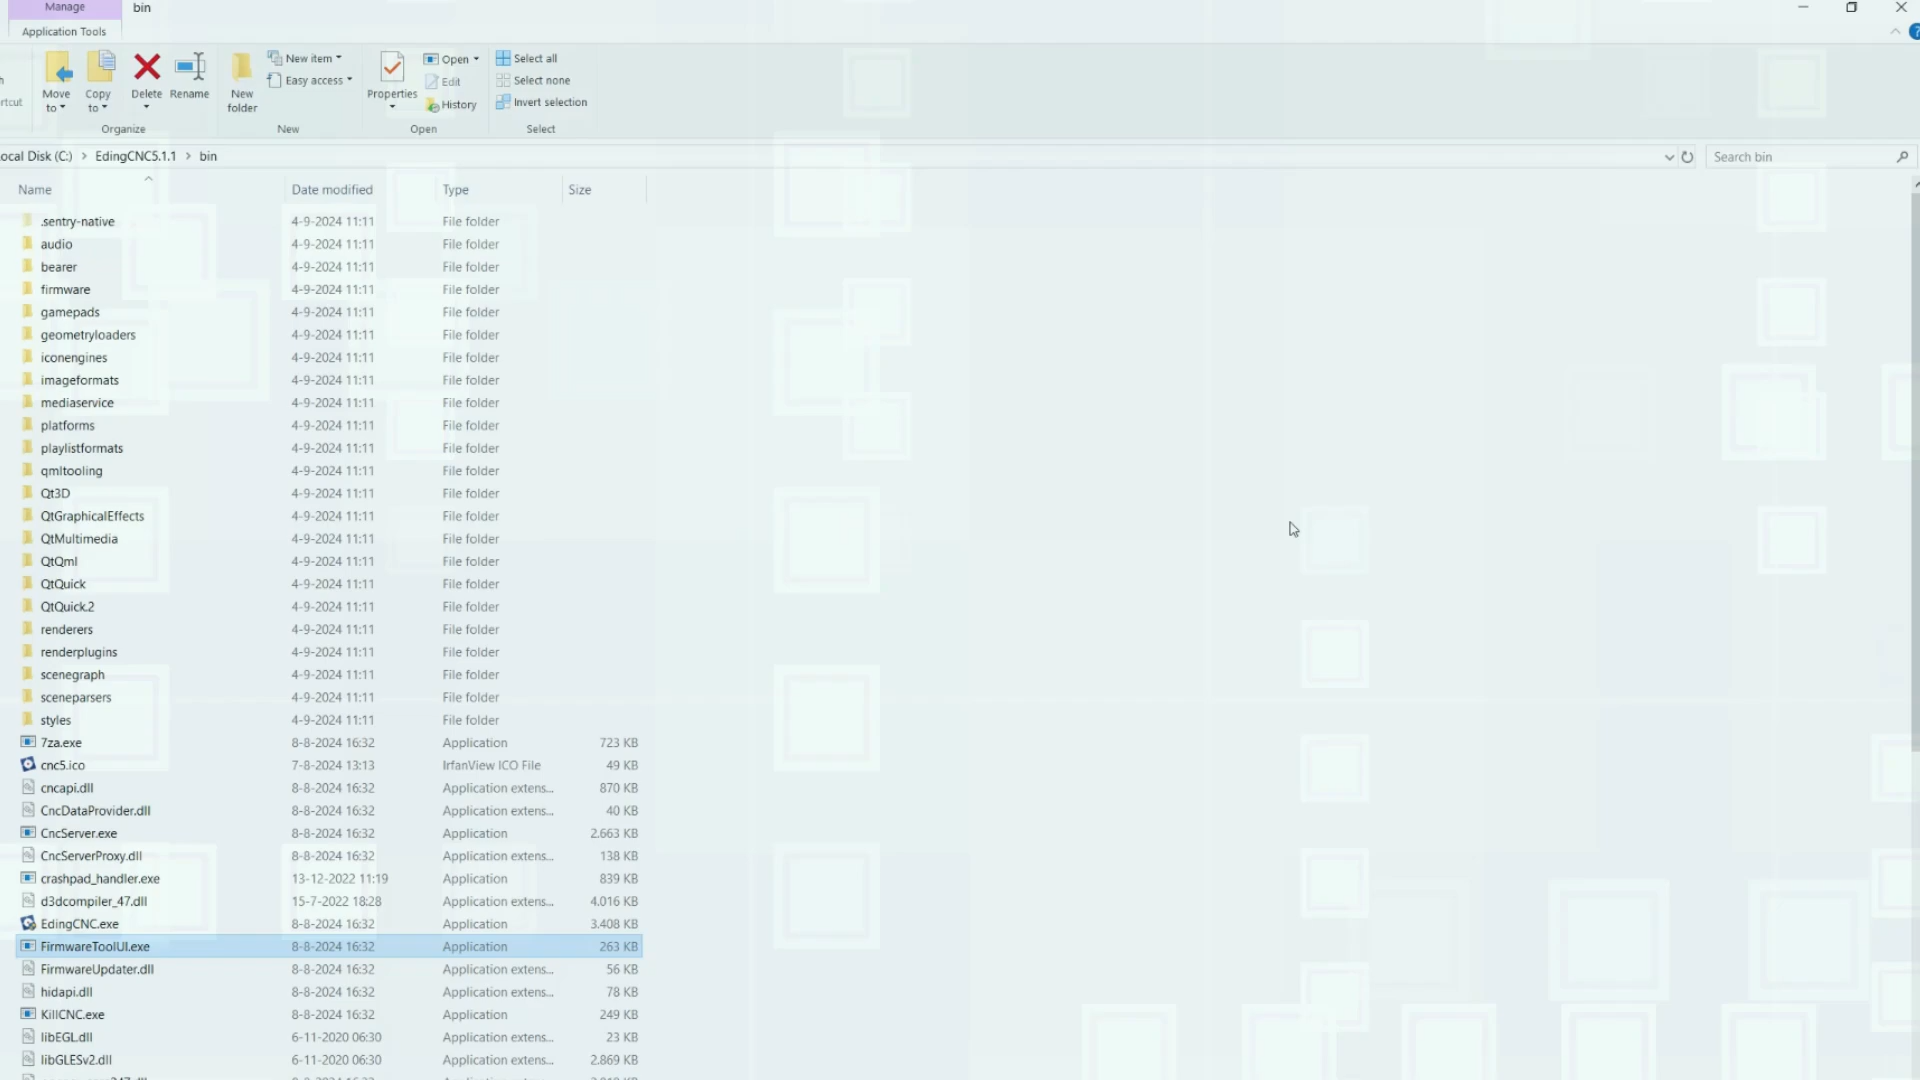 Manage
bin
Application Tools
Move to
Copy to
Delete
Rename
New folder
New item
Easy access
Properties
Open
Edit
History
Select all
Select none
Invert selection
Organize
New
Open
Select
ocal Disk (C:) > EdingCNC5.1.1 > bin
Search bin
Name Date modified Type Size
.sentry-native 4-9-2024 11:11 File folder
audio 4-9-2024 11:11 File folder
bearer 4-9-2024 11:11 File folder
firmware 4-9-2024 11:11 File folder
gamepads 4-9-2024 11:11 File folder
geometryloaders 4-9-2024 11:11 File folder
iconengines 4-9-2024 11:11 File folder
imageformats 4-9-2024 11:11 File folder
mediaservice 4-9-2024 11:11 File folder
platforms 4-9-2024 11:11 File folder
playlistformats 4-9-2024 11:11 File folder
qmltooling 4-9-2024 11:11 File folder
Qt3D 4-9-2024 11:11 File folder
QtGraphicalEffects 4-9-2024 11:11 File folder
QtMultimedia 4-9-2024 11:11 File folder
QtQml 4-9-2024 11:11 File folder
QtQuick 4-9-2024 11:11 File folder
QtQuick.2 4-9-2024 11:11 File folder
renderers 4-9-2024 11:11 File folder
renderplugins 4-9-2024 11:11 File folder
scenegraph 4-9-2024 11:11 File folder
sceneparsers 4-9-2024 11:11 File folder
styles 4-9-2024 11:11 File folder
7za.exe 8-8-2024 16:32 Application 723 KB
cnc5.ico 7-8-2024 13:13 IrfanView ICO File 49 KB
cncapi.dll 8-8-2024 16:32 Application extens... 870 KB
CncDataProvider.dll 8-8-2024 16:32 Application extens... 40 KB
CncServer.exe 8-8-2024 16:32 Application 2.663 KB
CncServerProxy.dll 8-8-2024 16:32 Application extens... 138 KB
crashpad_handler.exe 13-12-2022 11:19 Application 839 KB
d3dcompiler_47.dll 15-7-2022 18:28 Application extens... 4.016 KB
EdingCNC.exe 8-8-2024 16:32 Application 3.408 KB
FirmwareToolUI.exe 8-8-2024 16:32 Application 263 KB
FirmwareUpdater.dll 8-8-2024 16:32 Application extens... 56 KB
hidapi.dll 8-8-2024 16:32 Application extens... 78 KB
KillCNC.exe 8-8-2024 16:32 Application 249 KB
libEGL.dll 6-11-2020 06:30 Application extens... 23 KB
libGLESv2.dll 6-11-2020 06:30 Application extens... 2.869 KB